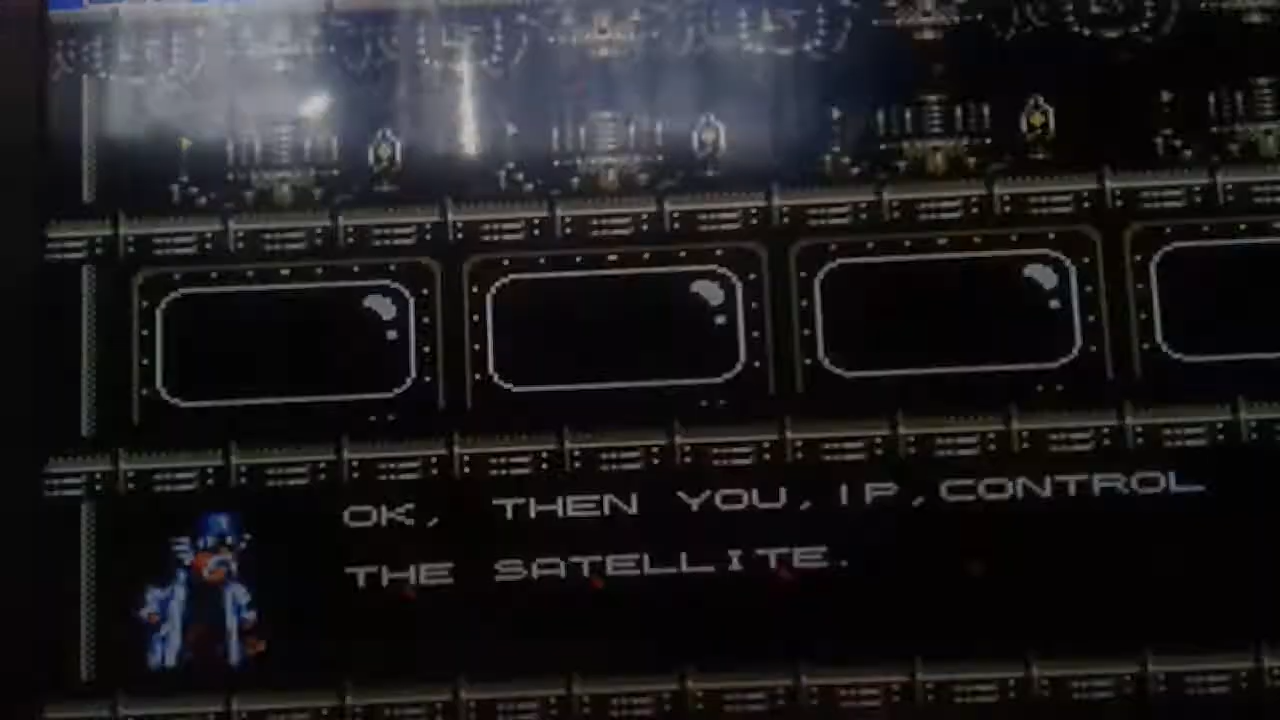 OK, THEN YOU, IP, CONTROL
THE SATELLITE.